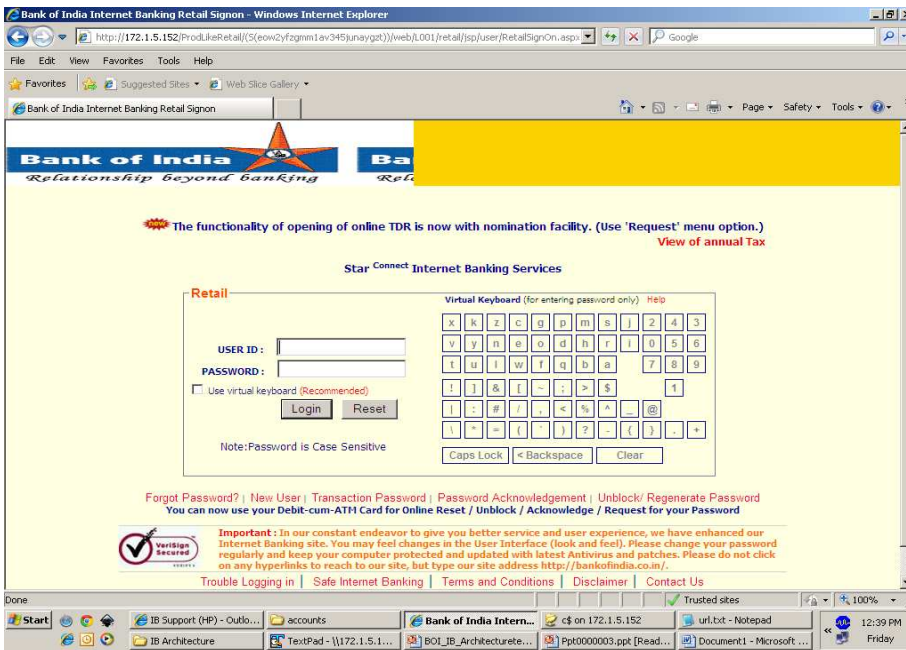 Bank of India Internet Banking Retail Signon - Windows Internet Explorer
http://172.1.5.152/ProdLikeRetail/(S(eow2yfzgmm1av345junaygzt))/web/L001/retail/jsp/user/RetailSignOn.aspx
Google
File Edit View Favorites Tools Help
Favorites Suggested Sites Web Slice Gallery
Bank of India Internet Banking Retail Signon
Page Safety Tools
Bank of India Ba
Relationship beyond banking Rela
new The functionality of opening of online TDR is now with nomination facility. (Use 'Request' menu option.)
View of annual Tax
Star Connect Internet Banking Services
Retail
Virtual Keyboard (for entering password only) Help
x k z c g p m s j 2 4 3
v y n e o d h r i 0 5 6
USER ID :
t u l w f q b a 7 8 9
PASSWORD :
Use virtual keyboard (Recommended)
! ] & [ ~ ; > $ 1
Login Reset
| : # / , < % ^ _ @
\ " = ( ` ) ? - { } . +
Note:Password is Case Sensitive
Caps Lock < Backspace Clear
Forgot Password? | New User | Transaction Password | Password Acknowledgement | Unblock/ Regenerate Password
You can now use your Debit-cum-ATM Card for Online Reset / Unblock / Acknowledge / Request for your Password
VeriSign Secured
Important : In our constant endeavor to give you better service and user experience, we have enhanced our
Internet Banking site. You may feel changes in the User Interface (look and feel). Please change your password
regularly and keep your computer protected and updated with latest Antivirus and patches. Please do not click
on any hyperlinks to reach to our site, but type our site address http://bankofindia.co.in/.
Trouble Logging in | Safe Internet Banking | Terms and Conditions | Disclaimer | Contact Us
Done Trusted sites 100%
Start IB Support (HP) - Outlo... accounts Bank of India Intern... c$ on 172.1.5.152 url.txt - Notepad 12:39 PM
IB Architecture TextPad - \\172.1.5.1... BOI_IB_Architecturete... Ppt0000003.ppt [Read... Document1 - Microsoft ... Friday